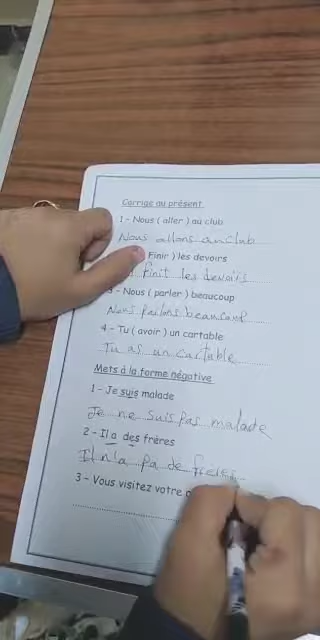 Corrige au présent
1 - Nous ( aller ) au club
Nous allons au club
Finir ) les devoirs
finit les devoirs
3 - Nous ( parler ) beaucoup
Nous parlons beaucoup
4 - Tu ( avoir ) un cartable
Tu as un cartable
Mets à la forme négative
1 - Je suis malade
Je ne suis pas malade
2 - Il a des frères
Il n'a pa de freres
3 - Vous visitez votre